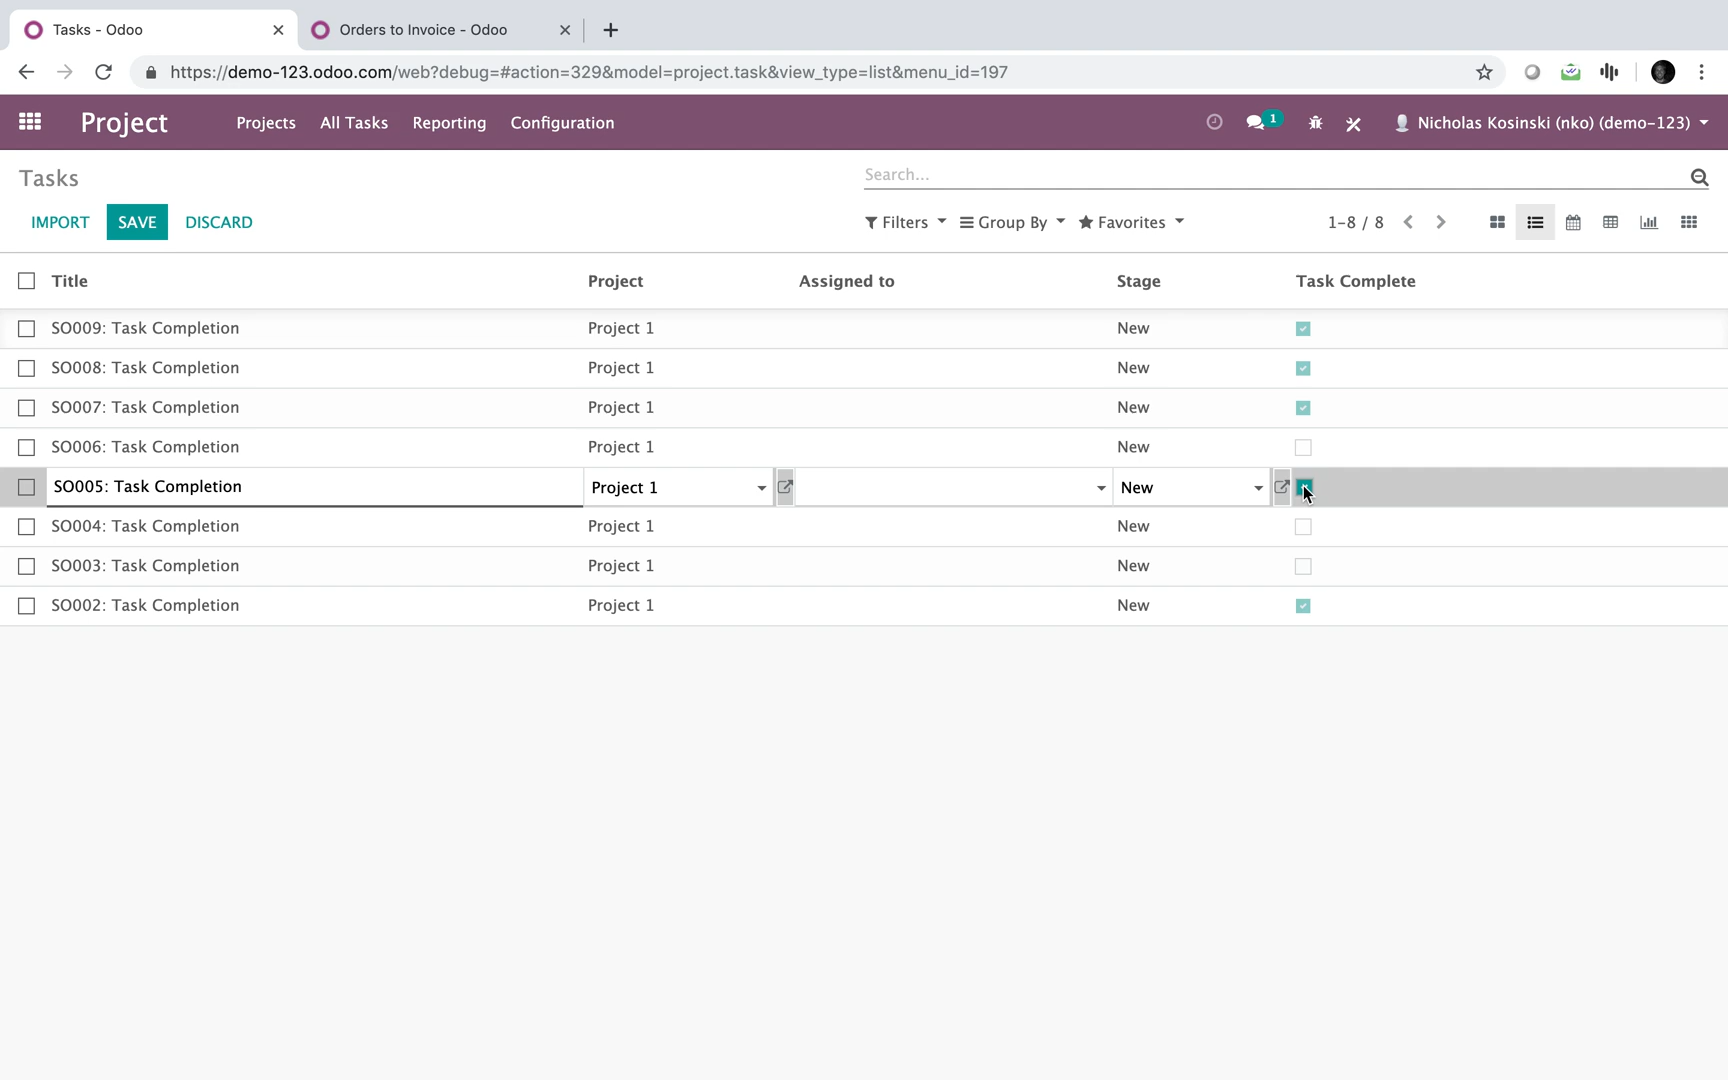 Tasks - Odoo
Orders to Invoice - Odoo
https://demo-123.odoo.com/web?debug=#action=329&model=project.task&view_type=list&menu_id=197
Project Projects All Tasks Reporting Configuration 1 Nicholas Kosinski (nko) (demo-123)
Tasks Search...
IMPORT SAVE DISCARD Filters Group By Favorites 1-8 / 8
Title Project Assigned to Stage Task Complete
SO009: Task Completion Project 1 New
SO008: Task Completion Project 1 New
SO007: Task Completion Project 1 New
SO006: Task Completion Project 1 New
SO005: Task Completion Project 1 New
SO004: Task Completion Project 1 New
SO003: Task Completion Project 1 New
SO002: Task Completion Project 1 New